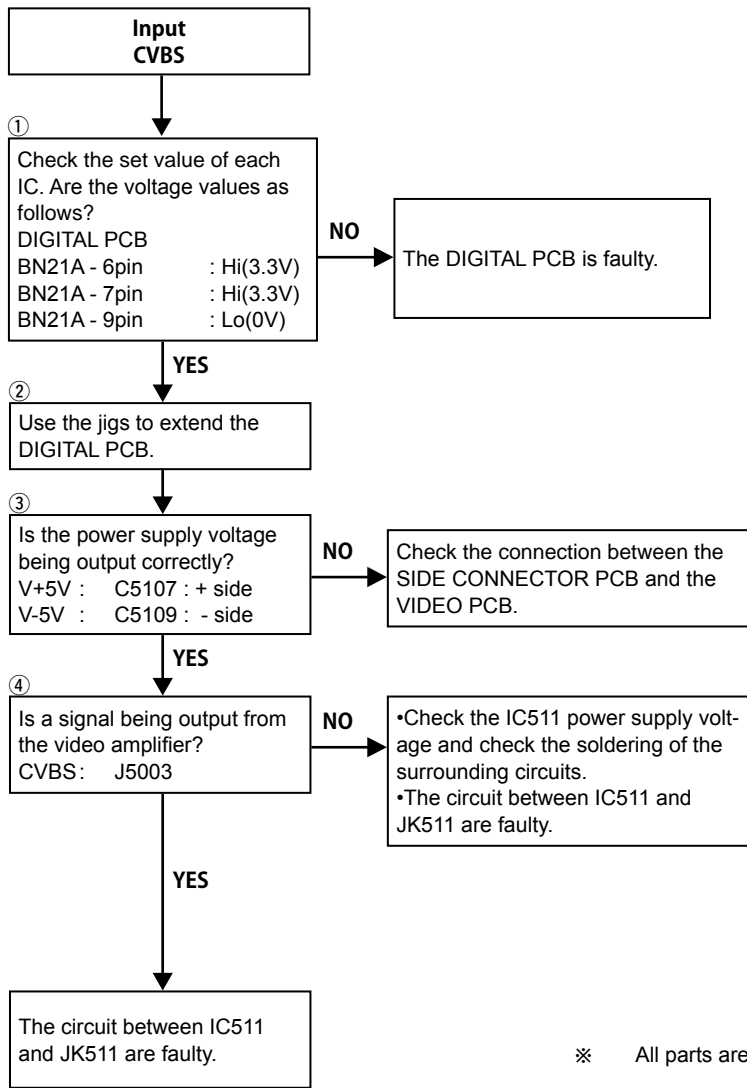 Input
CVBS
①
Check the set value of each
IC. Are the voltage values as
follows?
DIGITAL PCB
BN21A - 6pin : Hi(3.3V)
BN21A - 7pin : Hi(3.3V)
BN21A - 9pin : Lo(0V)
NO
The DIGITAL PCB is faulty.
YES
②
Use the jigs to extend the
DIGITAL PCB.
③
Is the power supply voltage
being output correctly?
V+5V : C5107 : + side
V-5V : C5109 : - side
NO
Check the connection between the
SIDE CONNECTOR PCB and the
VIDEO PCB.
YES
④
Is a signal being output from
the video amplifier?
CVBS : J5003
NO
•Check the IC511 power supply volt-
age and check the soldering of the
surrounding circuits.
•The circuit between IC511 and
JK511 are faulty.
YES
The circuit between IC511
and JK511 are faulty.
※ All parts are